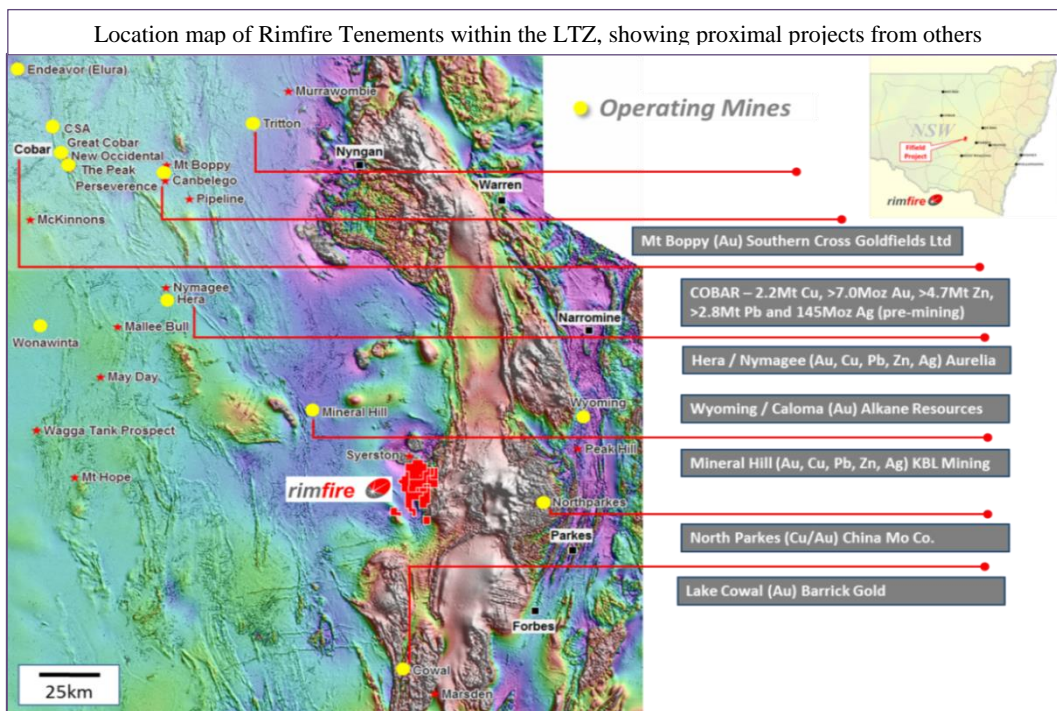 Location map of Rimfire Tenements within the LTZ, showing proximal projects from others
Endeavor (Elura)
Murrawombie
Operating Mines
CSA
Tritton
Great Cobar
Cobar
New Occidental
Nyngan
The Peak
Mt Boppy
Perseverence
Canbelego
Warren
Pipeline
McKinnons
NSW
Fifield
Project
rimfire
Mt Boppy (Au) Southern Cross Goldfields Ltd
Nymagee
Hera
COBAR – 2.2Mt Cu, >7.0Moz Au, >4.7Mt Zn,
>2.8Mt Pb and 145Moz Ag (pre-mining)
Narromine
Mallee Bull
Wonawinta
Hera / Nymagee (Au, Cu, Pb, Zn, Ag) Aurelia
May Day
Mineral Hill
Wyoming
Wyoming / Caloma (Au) Alkane Resources
Wagga Tank Prospect
Syerston
Peak Hill
Mineral Hill (Au, Cu, Pb, Zn, Ag) KBL Mining
Mt Hope
rimfire
Northparkes
Parkes
North Parkes (Cu/Au) China Mo Co.
Lake Cowal (Au) Barrick Gold
Forbes
Cowal
Marsden
25km